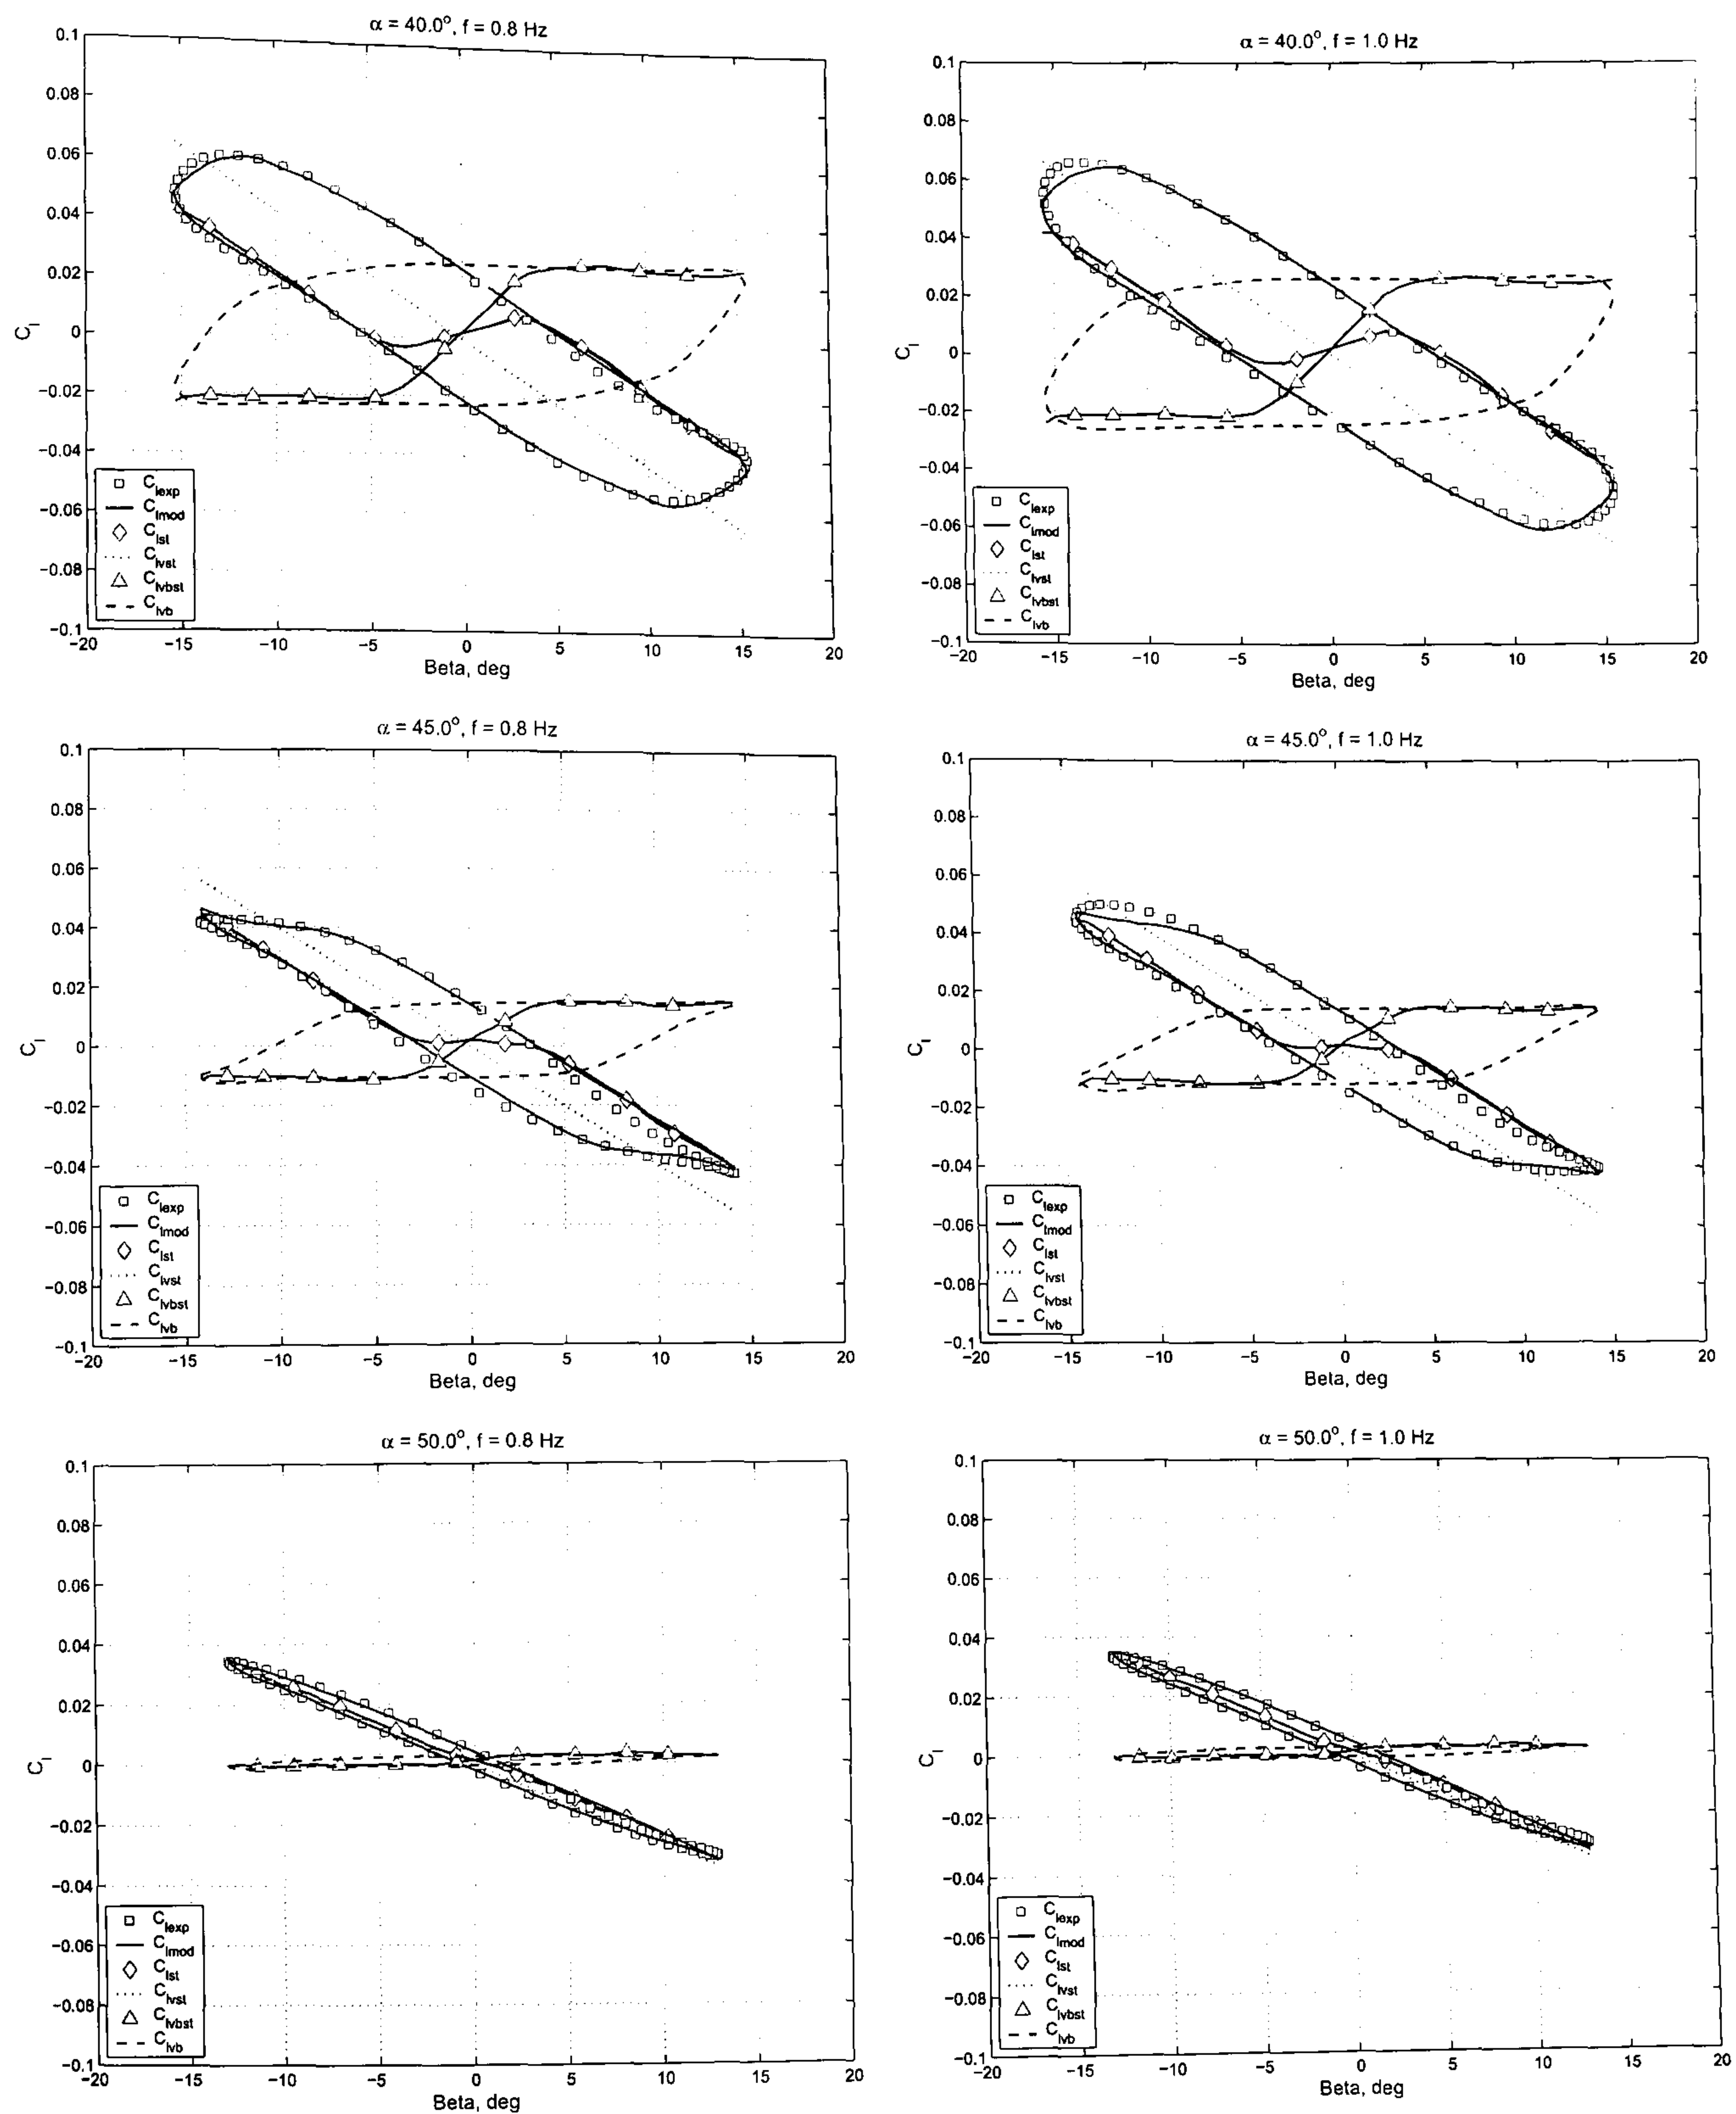 α = 40.0°, f = 0.8 Hz
0.1
0.08
0.06
0.04
0.02
0
−0.02
−0.04
−0.06
−0.08
−0.1
C_l
C_lexp
C_lmod
C_lst
C_lvst
C_lvbst
C_lvb
−20 −15 −10 −5 0 5 10 15 20
Beta, deg
α = 40.0°, f = 1.0 Hz
0.1
0.08
0.06
0.04
0.02
0
−0.02
−0.04
−0.06
−0.08
−0.1
C_l
C_lexp
C_lmod
C_lst
C_lvst
C_lvbst
C_lvb
−20 −15 −10 −5 0 5 10 15 20
Beta, deg
α = 45.0°, f = 0.8 Hz
0.1
0.08
0.06
0.04
0.02
0
−0.02
−0.04
−0.06
−0.08
−0.1
C_l
C_lexp
C_lmod
C_lst
C_lvst
C_lvbst
C_lvb
−20 −15 −10 −5 0 5 10 15 20
Beta, deg
α = 45.0°, f = 1.0 Hz
0.1
0.08
0.06
0.04
0.02
0
−0.02
−0.04
−0.06
−0.08
−0.1
C_l
C_lexp
C_lmod
C_lst
C_lvst
C_lvbst
C_lvb
−20 −15 −10 −5 0 5 10 15 20
Beta, deg
α = 50.0°, f = 0.8 Hz
0.1
0.08
0.06
0.04
0.02
0
−0.02
−0.04
−0.06
−0.08
−0.1
C_l
C_lexp
C_lmod
C_lst
C_lvst
C_lvbst
C_lvb
−20 −15 −10 −5 0 5 10 15 20
Beta, deg
α = 50.0°, f = 1.0 Hz
0.1
0.08
0.06
0.04
0.02
0
−0.02
−0.04
−0.06
−0.08
−0.1
C_l
C_lexp
C_lmod
C_lst
C_lvst
C_lvbst
C_lvb
−20 −15 −10 −5 0 5 10 15 20
Beta, deg